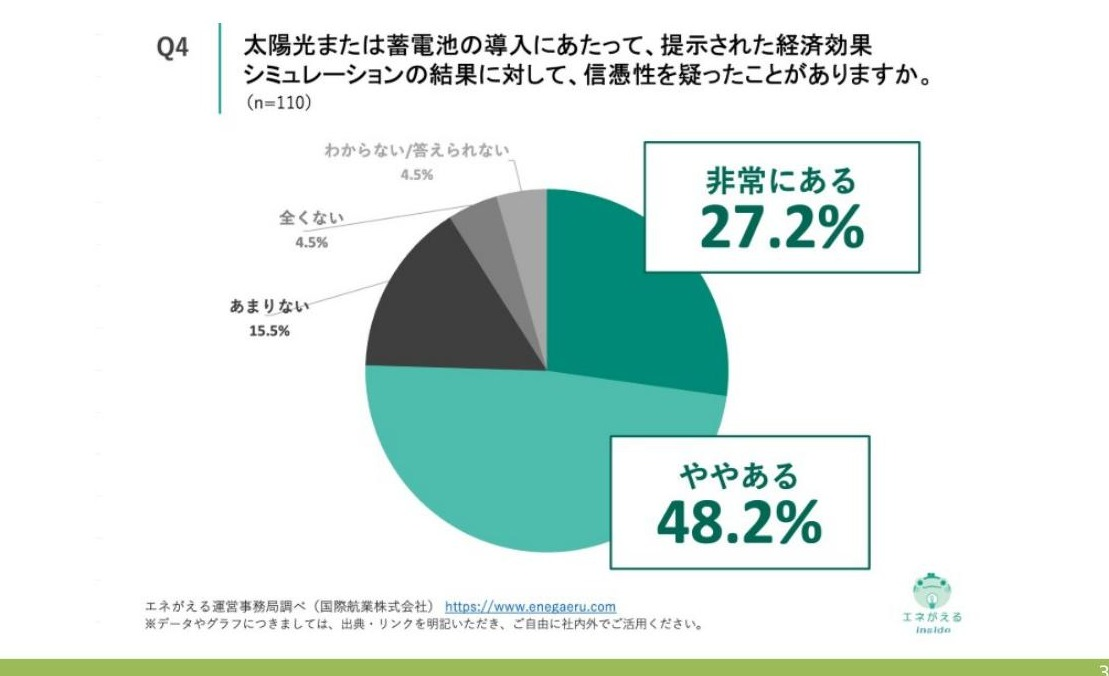 Q4
太陽光または蓄電池の導入にあたって、提示された経済効果
シミュレーションの結果に対して、信憑性を疑ったことがありますか。
（n=110）
わからない/答えられない
4.5%
全くない
4.5%
あまりない
15.5%
非常にある
27.2%
ややある
48.2%
エネがえる運営事務局調べ（国際航業株式会社） https://www.enegaeru.com
※データやグラフにつきましては、出典・リンクを明記いただき、ご自由に社内外でご活用ください。
エネがえる
inside
3